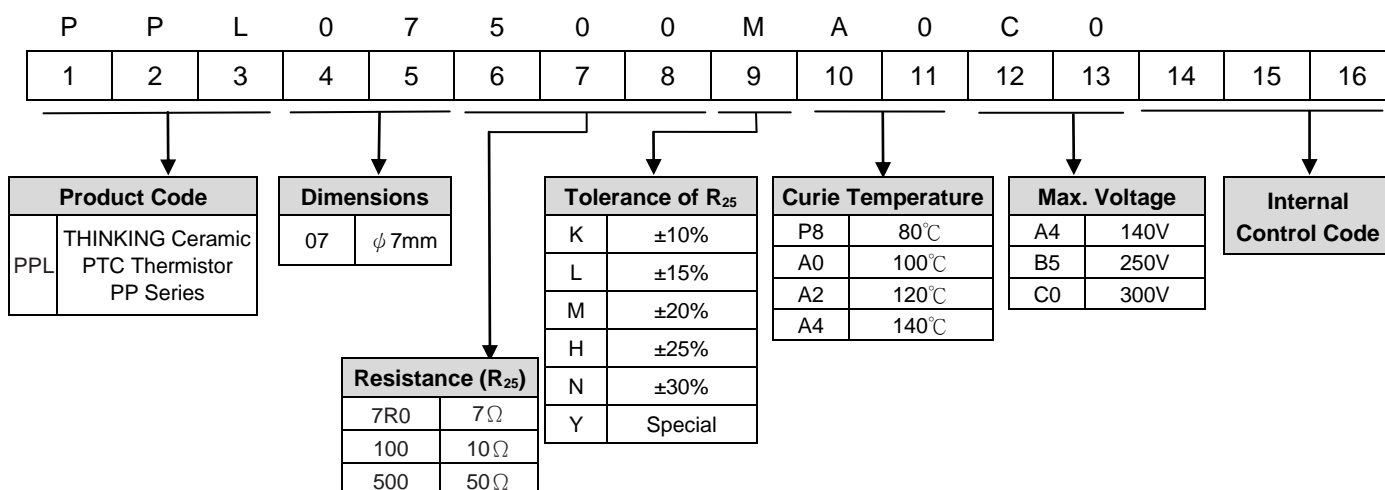 P P L 0 7 5 0 0 M A 0 C 0
1 2 3 4 5 6 7 8 9 10 11 12 13 14 15 16
Product Code
PPL THINKING Ceramic
PTC Thermistor
PP Series
Dimensions
07 ϕ7mm
Resistance (R25)
7R0 7Ω
100 10Ω
500 50Ω
Tolerance of R25
K ±10%
L ±15%
M ±20%
H ±25%
N ±30%
Y Special
Curie Temperature
P8 80℃
A0 100℃
A2 120℃
A4 140℃
Max. Voltage
A4 140V
B5 250V
C0 300V
Internal
Control Code